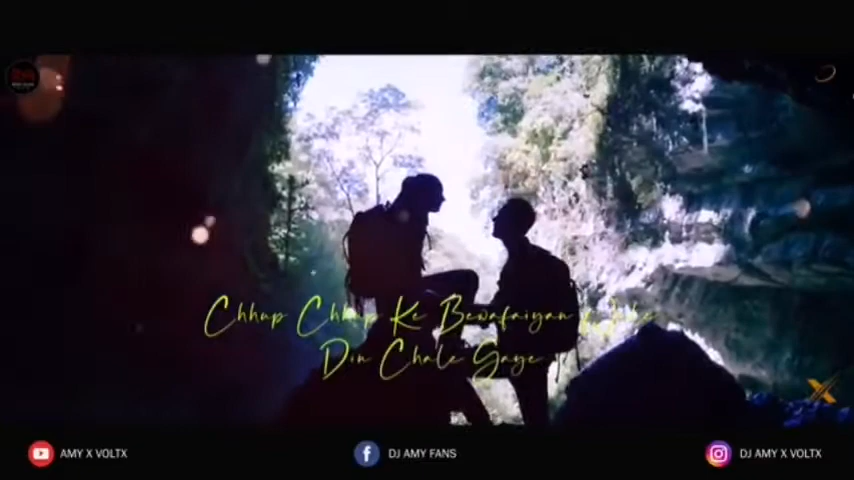 Chhup Chhup Ke Bewafaiyan
Din Chale Gaye
AMY X VOLTX
DJ AMY FANS
DJ AMY X VOLTX